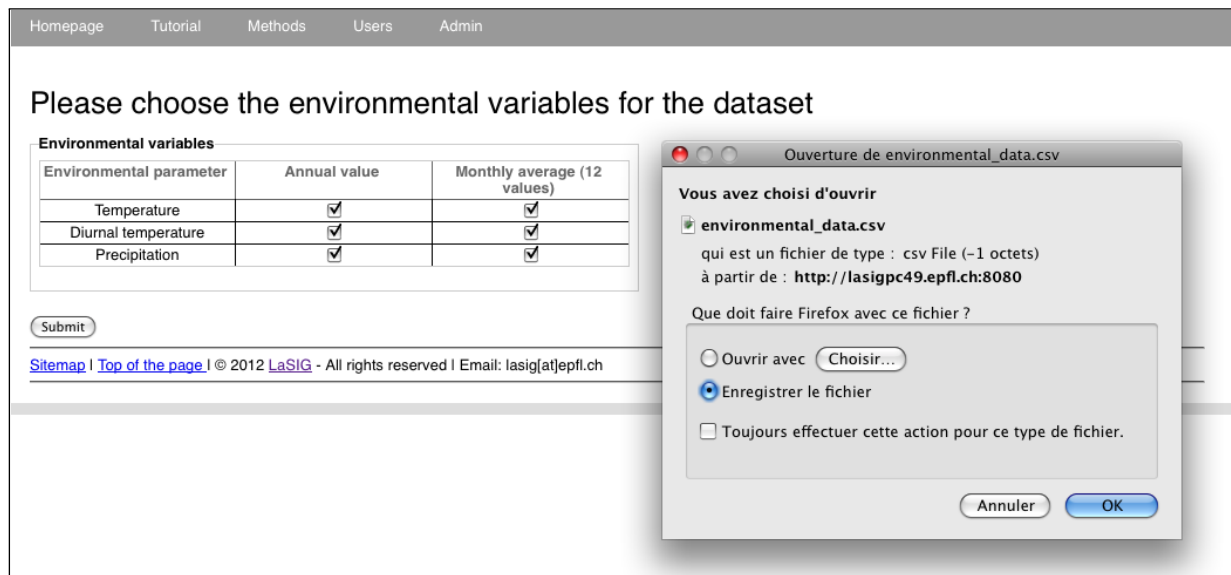 Homepage Tutorial Methods Users Admin
Please choose the environmental variables for the dataset
Environmental variables
Environmental parameter Annual value Monthly average (12
values)
Temperature
Diurnal temperature
Precipitation
Submit
Sitemap | Top of the page | © 2012 LaSIG - All rights reserved | Email: lasig[at]epfl.ch
Ouverture de environmental_data.csv
Vous avez choisi d'ouvrir
environmental_data.csv
qui est un fichier de type : csv File (-1 octets)
à partir de : http://lasigpc49.epfl.ch:8080
Que doit faire Firefox avec ce fichier ?
Ouvrir avec Choisir...
Enregistrer le fichier
Toujours effectuer cette action pour ce type de fichier.
Annuler OK